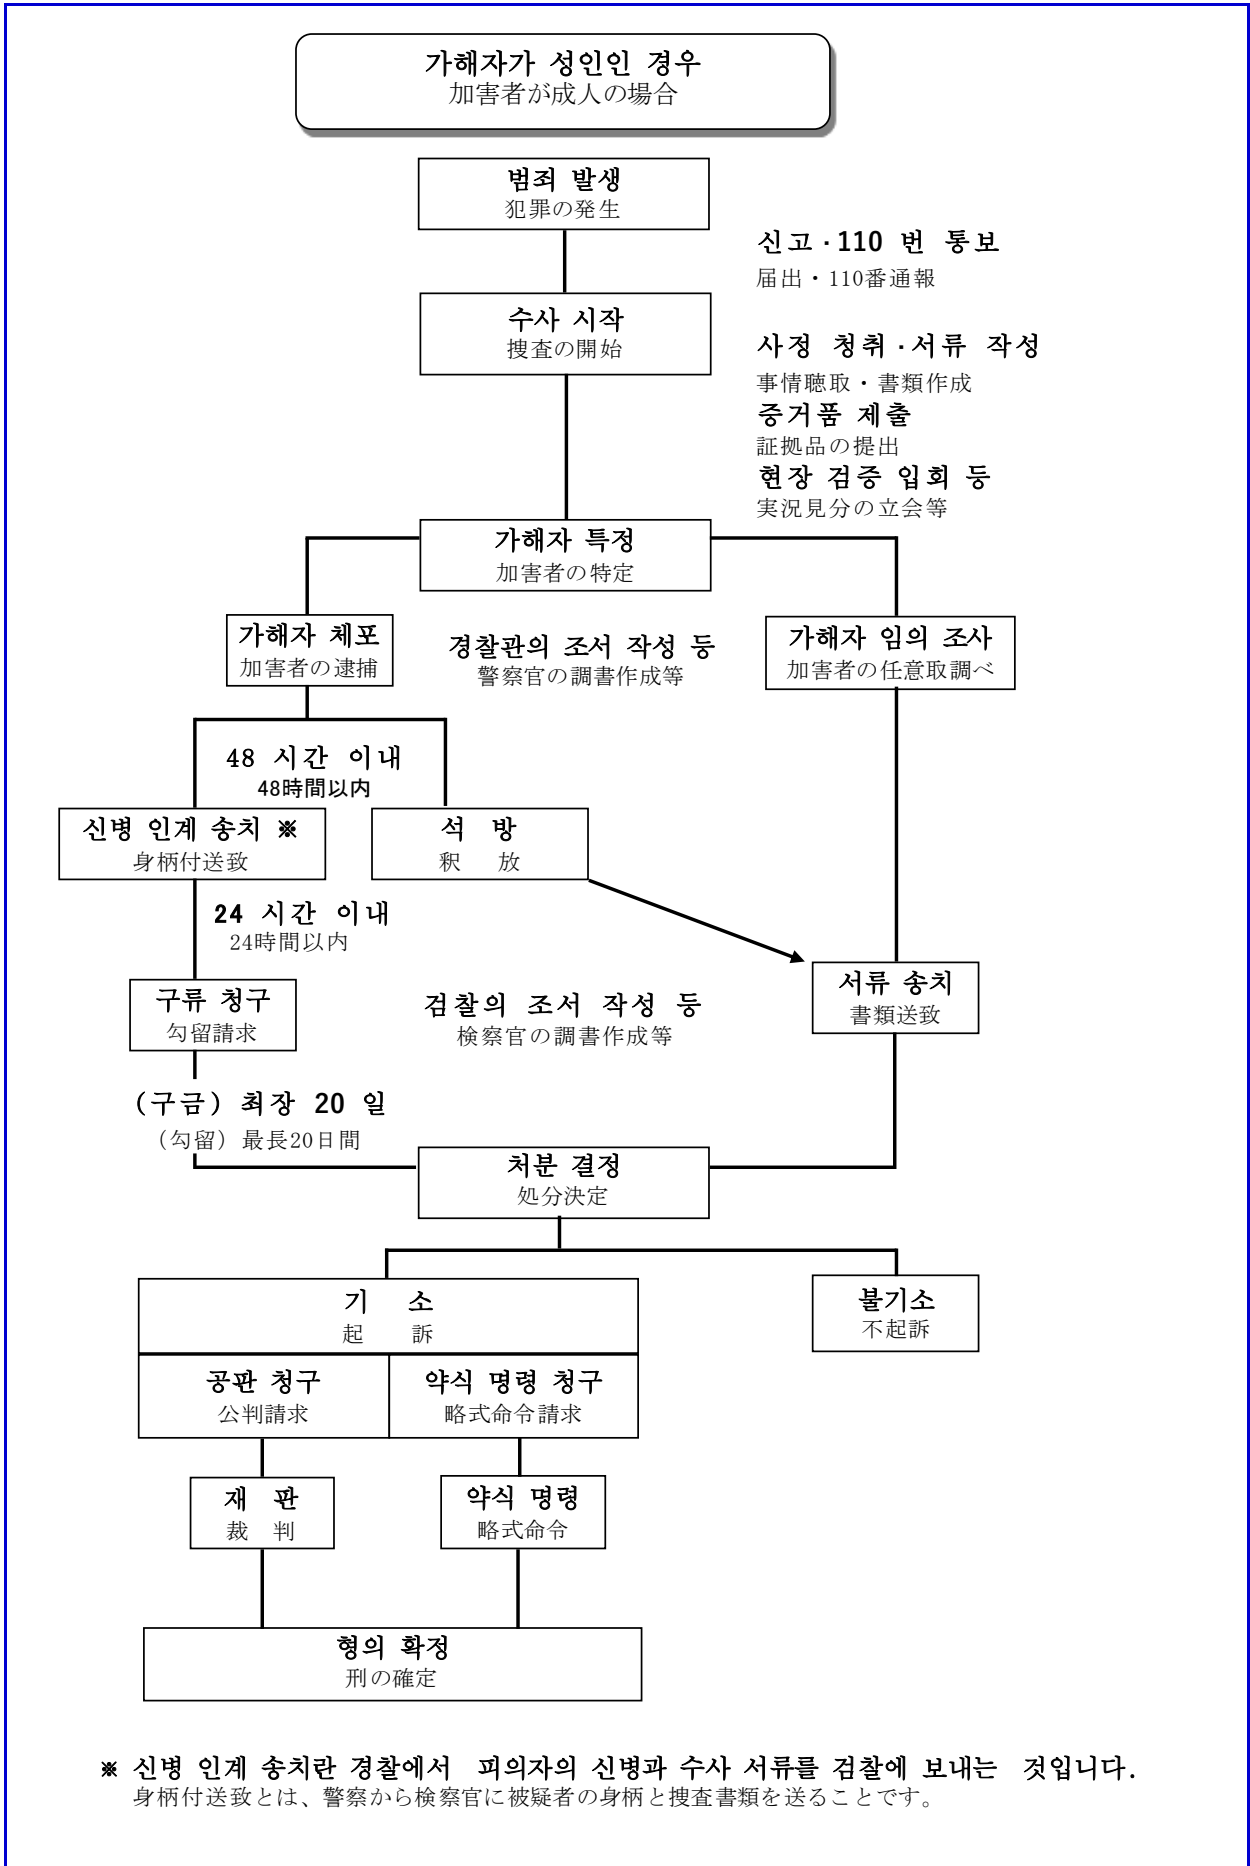 가해자가 성인인 경우
加害者が成人の場合
범죄 발생
犯罪の発生
신고·110 번 통보
届出・110番通報
수사 시작
捜査の開始
사정 청취·서류 작성
事情聴取・書類作成
증거품 제출
証拠品の提出
현장 검증 입회 등
実況見分の立会等
가해자 특정
加害者の特定
가해자 체포
加害者の逮捕
경찰관의 조서 작성 등
警察官の調書作成等
가해자 임의 조사
加害者の任意取調べ
48 시간 이내
48時間以内
신병 인계 송치 ※
身柄付送致
석 방
釈 放
24 시간 이내
24時間以内
구류 청구
勾留請求
검찰의 조서 작성 등
検察官の調書作成等
서류 송치
書類送致
(구금) 최장 20 일
（勾留）最長20日間
처분 결정
処分決定
기 소
起 訴
불기소
不起訴
공판 청구
公判請求
약식 명령 청구
略式命令請求
재 판
裁 判
약식 명령
略式命令
형의 확정
刑の確定
※ 신병 인계 송치란 경찰에서 피의자의 신병과 수사 서류를 검찰에 보내는 것입니다.
身柄付送致とは、警察から検察官に被疑者の身柄と捜査書類を送ることです。